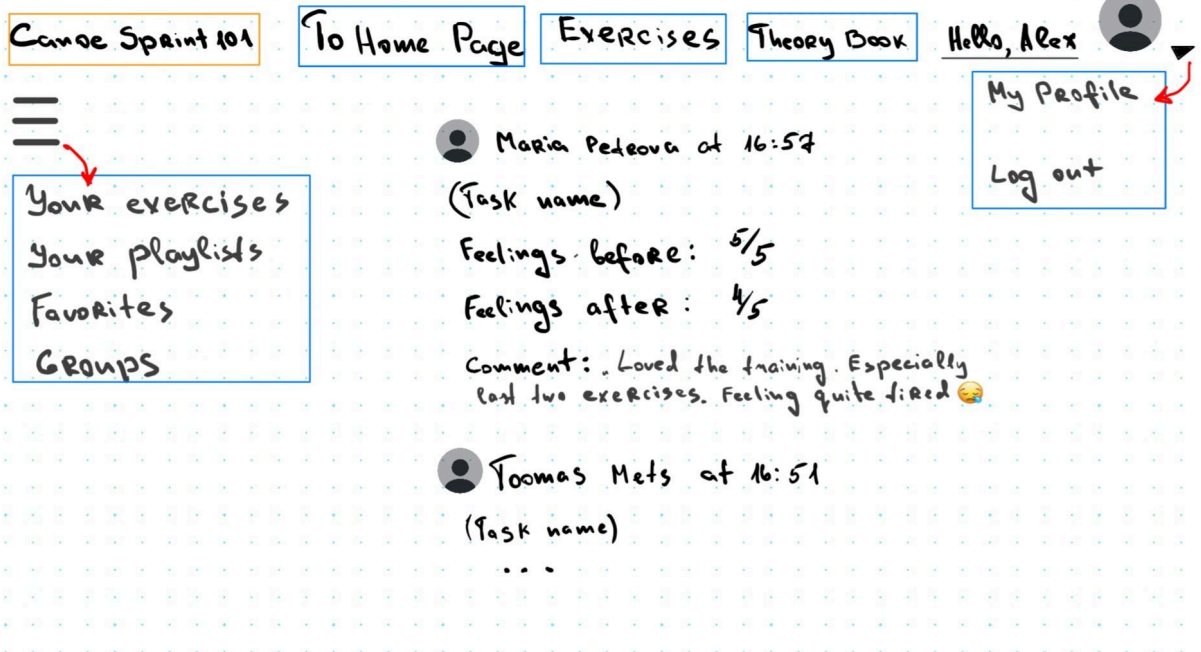 Canoe Sprint 101
To Home Page
Exercises
Theory Book
Hello, Alex
My Profile
Log out
Your exercises
Your playlists
Favorites
Groups
Maria Petrova at 16:57
(Task name)
Feelings before: 5/5
Feelings after: 4/5
Comment: Loved the training. Especially
last two exercises. Feeling quite tired 😪
Toomas Mets at 16:51
(Task name)
...